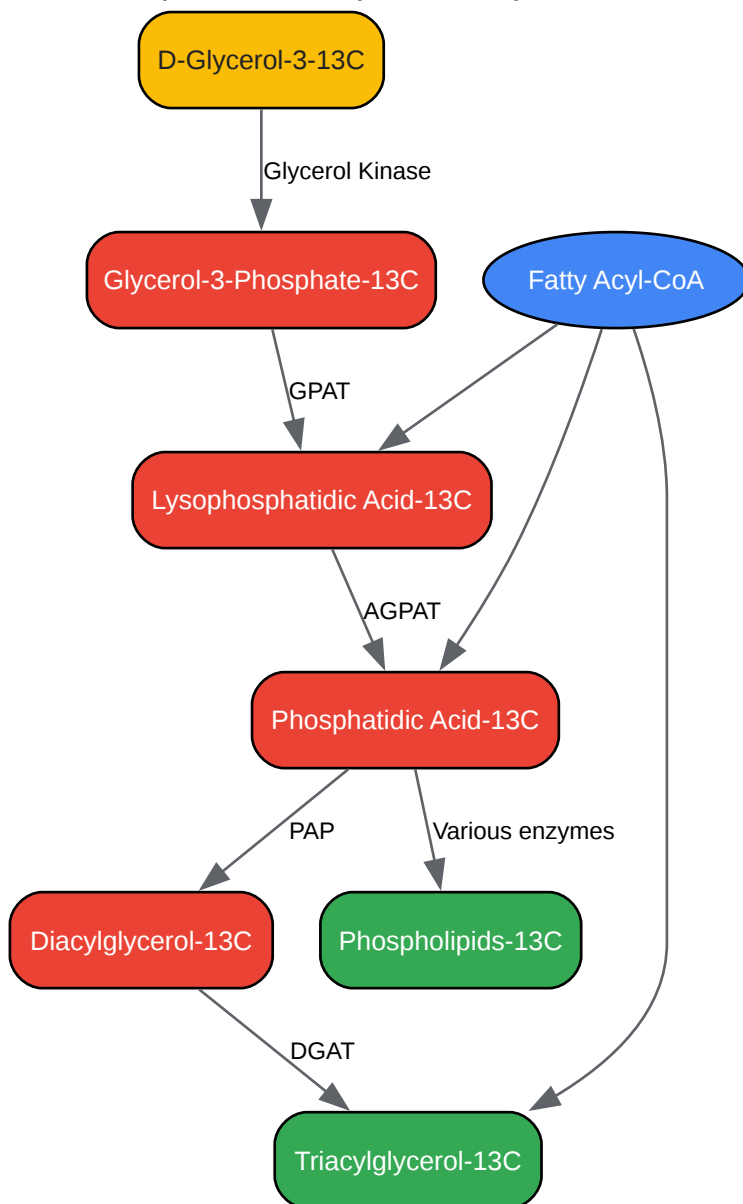 D-Glycerol-3-13C
Glycerol Kinase
Glycerol-3-Phosphate-13C
Fatty Acyl-CoA
GPAT
Lysophosphatidic Acid-13C
AGPAT
Phosphatidic Acid-13C
PAP
Various enzymes
Diacylglycerol-13C
Phospholipids-13C
DGAT
Triacylglycerol-13C